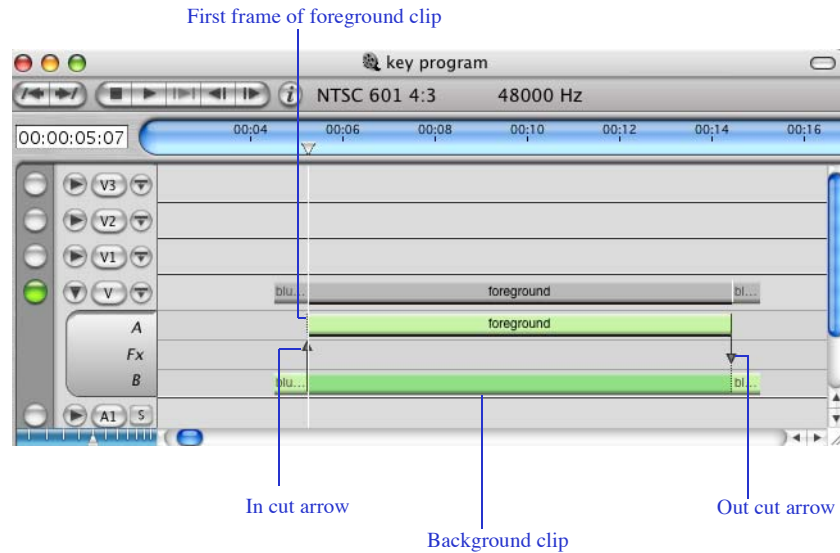 First frame of foreground clip
key program
NTSC 601 4:3 48000 Hz
00:00:05:07 00:04 00:06 00:08 00:10 00:12 00:14 00:16
V3
V2
V1
V blu... foreground bl...
A foreground
Fx
B blu... bl...
A1 S
In cut arrow
Out cut arrow
Background clip